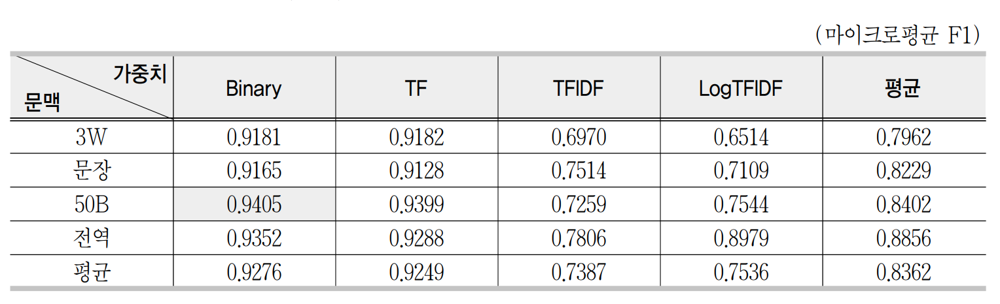 (마이크로평균 F1)
가중치 문맥 Binary TF TFIDF LogTFIDF 평균
3W 0.9181 0.9182 0.6970 0.6514 0.7962
문장 0.9165 0.9128 0.7514 0.7109 0.8229
50B 0.9405 0.9399 0.7259 0.7544 0.8402
전역 0.9352 0.9288 0.7806 0.8979 0.8856
평균 0.9276 0.9249 0.7387 0.7536 0.8362